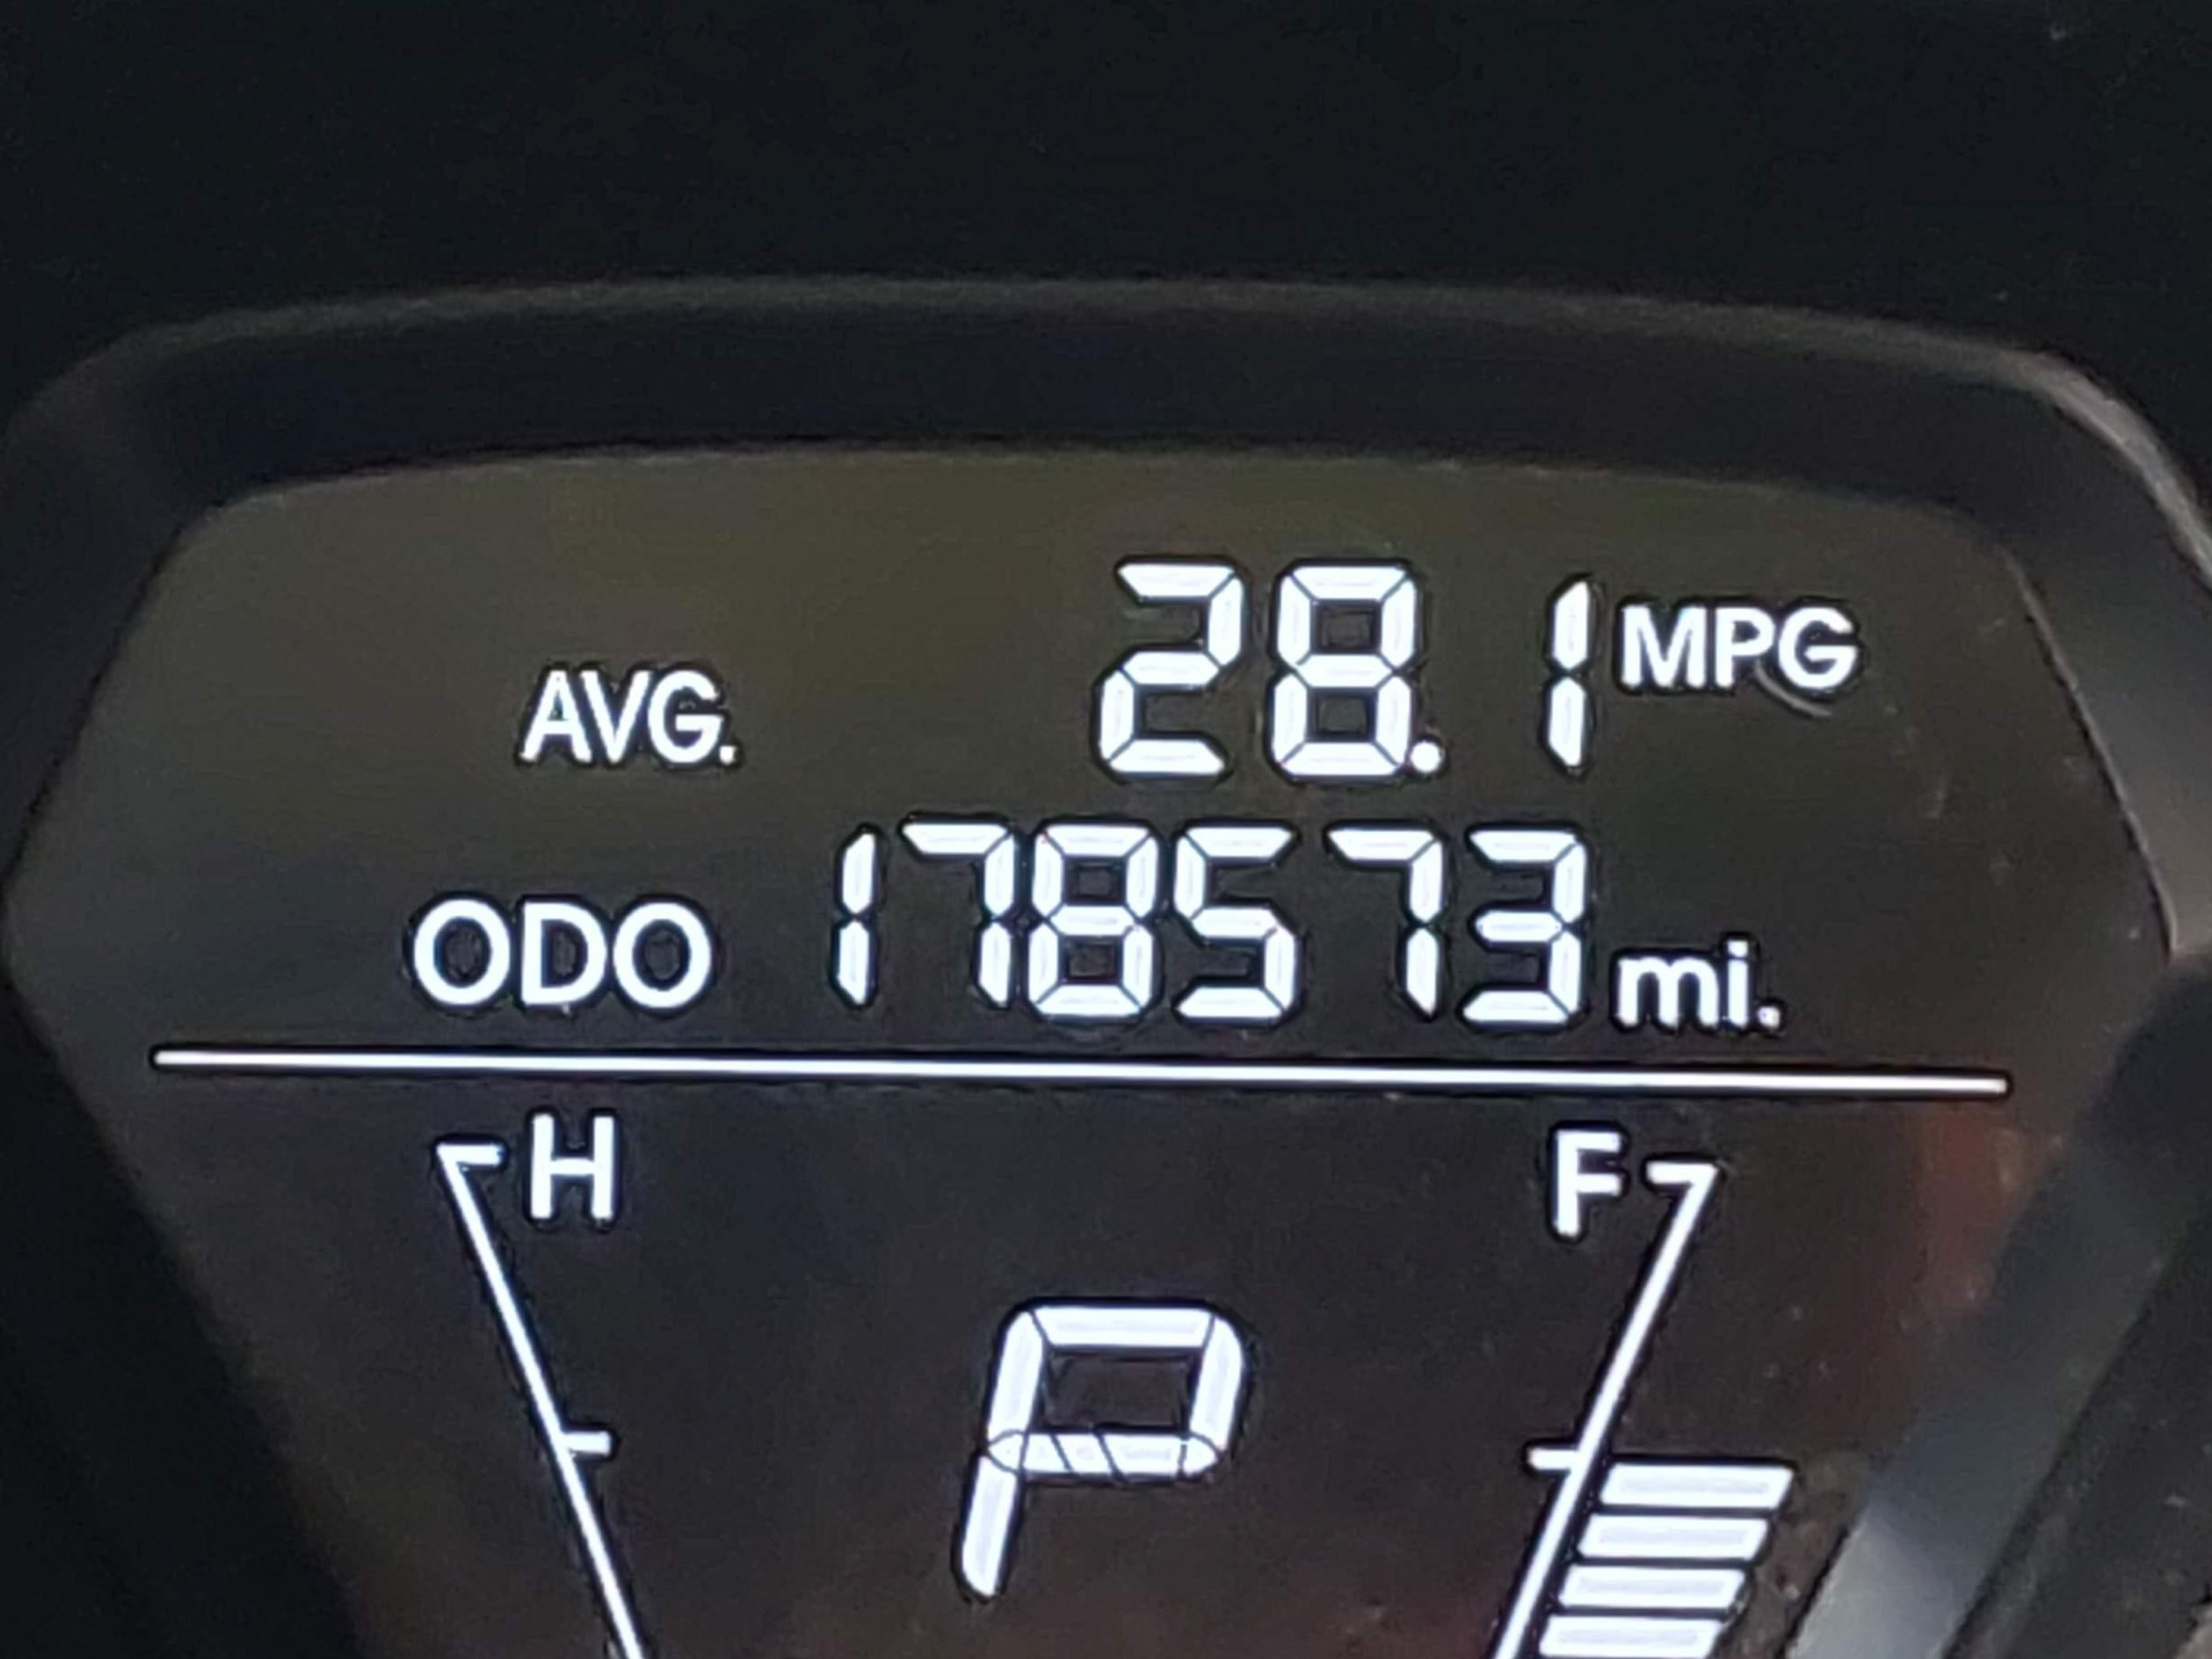 AVG. 28.1 MPG
ODO 178573 mi.
H F
P